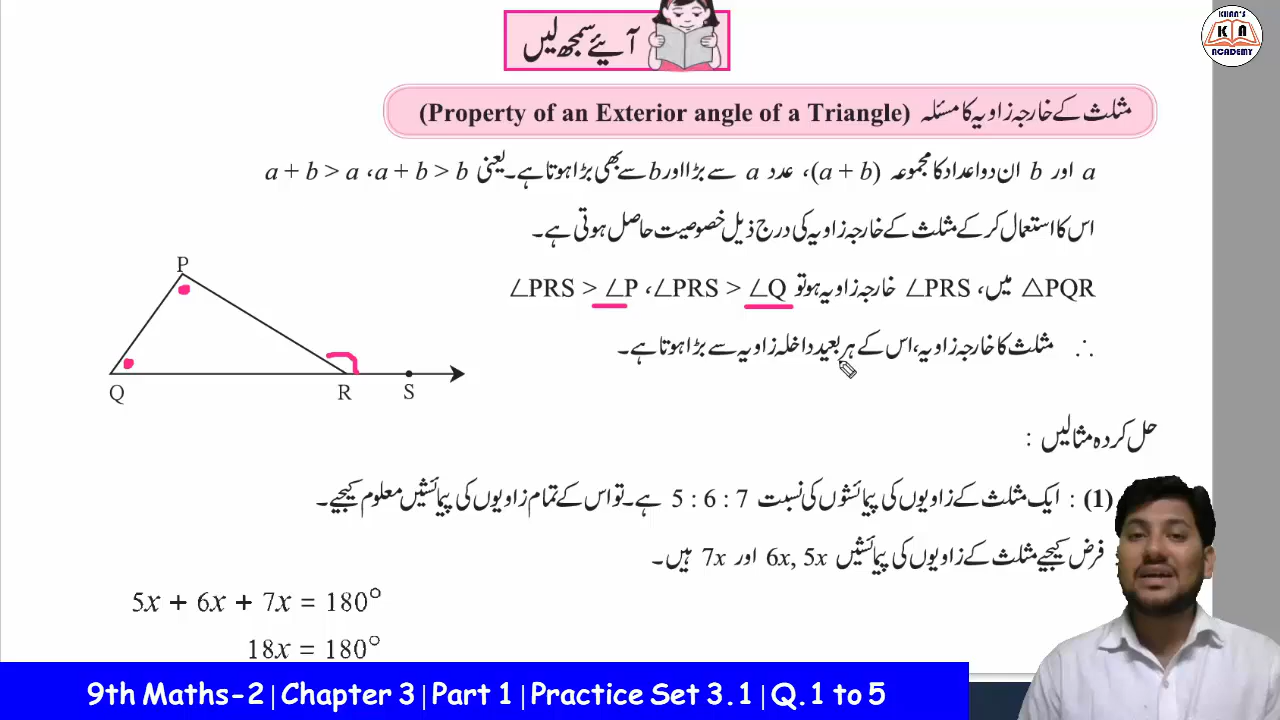 آئیے سمجھ لیں
KHAN'S
K A
ACADEMY
مثلث کے خارجہ زاویہ کا مسئلہ (Property of an Exterior angle of a Triangle)
a اور b ان دو اعداد کا مجموعہ (a + b)، عدد a سے بڑا اور b سے بھی بڑا ہوتا ہے۔ یعنی a + b > a، a + b > b
اس کا استعمال کر کے مثلث کے خارجہ زاویہ کی درج ذیل خصوصیت حاصل ہوتی ہے۔
△PQR میں، ∠PRS خارجہ زاویہ ہو تو ∠PRS > ∠P، ∠PRS > ∠Q
∴ مثلث کا خارجہ زاویہ، اس کے ہر بعید داخلہ زاویہ سے بڑا ہوتا ہے۔
P
Q R S
حل کردہ مثالیں :
(1) : ایک مثلث کے زاویوں کی پیمائشوں کی نسبت 5 : 6 : 7 ہے۔ تو اس کے تمام زاویوں کی پیمائشیں معلوم کیجیے۔
فرض کیجیے مثلث کے زاویوں کی پیمائشیں 6x, 5x اور 7x ہیں۔
5x + 6x + 7x = 180°
18x = 180°
9th Maths-2|Chapter 3|Part 1|Practice Set 3.1|Q.1 to 5